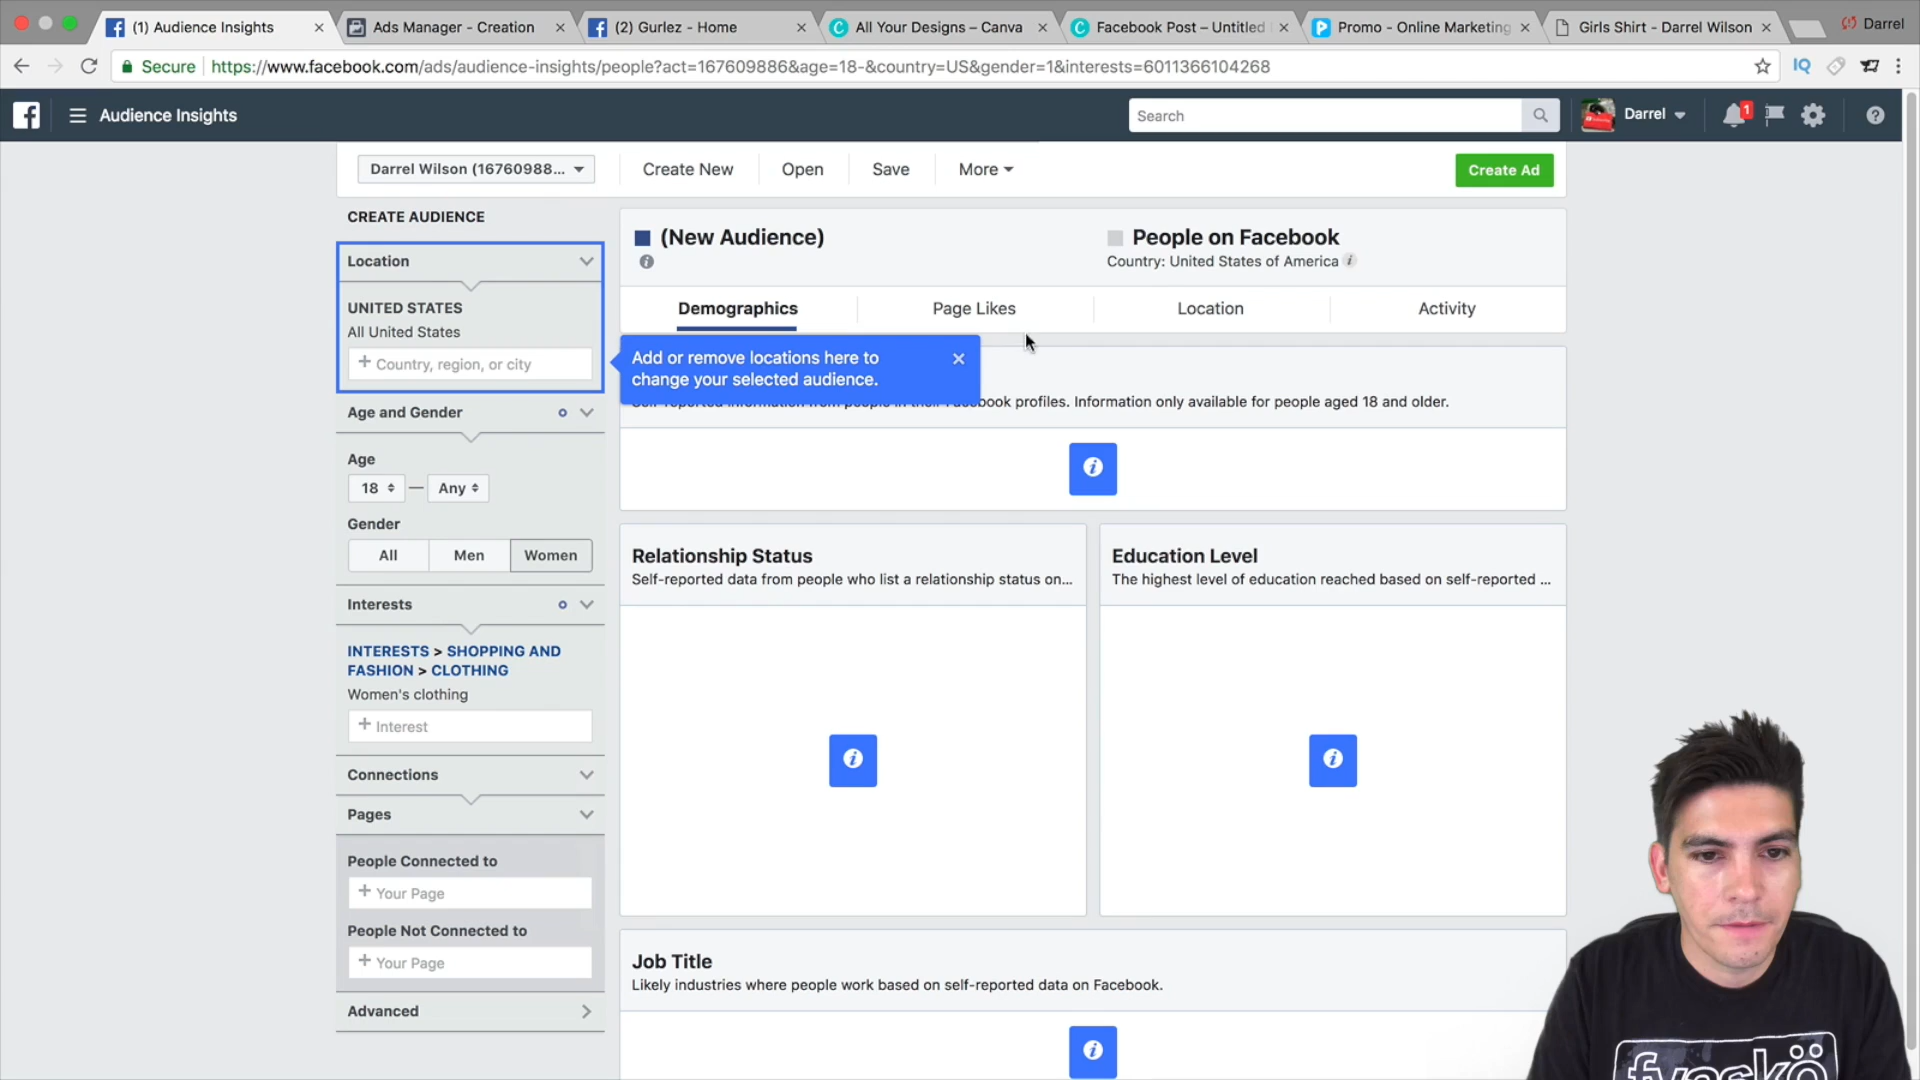 (1) Audience Insights
Ads Manager - Creation
(2) Gurlez - Home
All Your Designs – Canva
Facebook Post – Untitled
Promo - Online Marketing
Girls Shirt - Darrel Wilson
Darrel
Secure https://www.facebook.com/ads/audience-insights/people?act=167609886&age=18-&country=US&gender=1&interests=6011366104268
IQ
Audience Insights
Search
Darrel
1
Darrel Wilson (16760988...
Create New
Open
Save
More
Create Ad
CREATE AUDIENCE
Location
UNITED STATES
All United States
+ Country, region, or city
Age and Gender
Age
18 — Any
Gender
All
Men
Women
Interests
INTERESTS > SHOPPING AND
FASHION > CLOTHING
Women's clothing
+ Interest
Connections
Pages
People Connected to
+ Your Page
People Not Connected to
+ Your Page
Advanced
(New Audience)
People on Facebook
Country: United States of America
Demographics
Page Likes
Location
Activity
Add or remove locations here to
change your selected audience.
profiles. Information only available for people aged 18 and older.
Relationship Status
Self-reported data from people who list a relationship status on...
Education Level
The highest level of education reached based on self-reported ...
Job Title
Likely industries where people work based on self-reported data on Facebook.